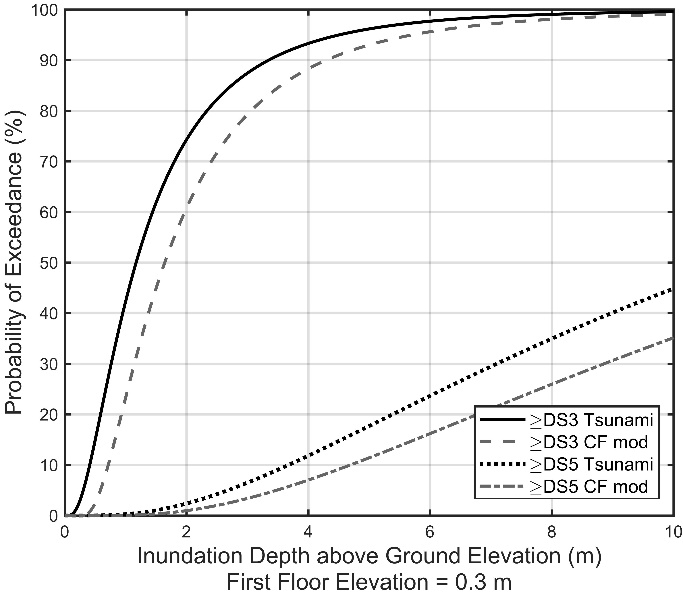 Probability of Exceedance (%)
100
90
80
70
60
50
40
30
20
10
0
0
2
4
6
8
10
≥DS3 Tsunami
≥DS3 CF mod
≥DS5 Tsunami
≥DS5 CF mod
Inundation Depth above Ground Elevation (m)
First Floor Elevation = 0.3 m